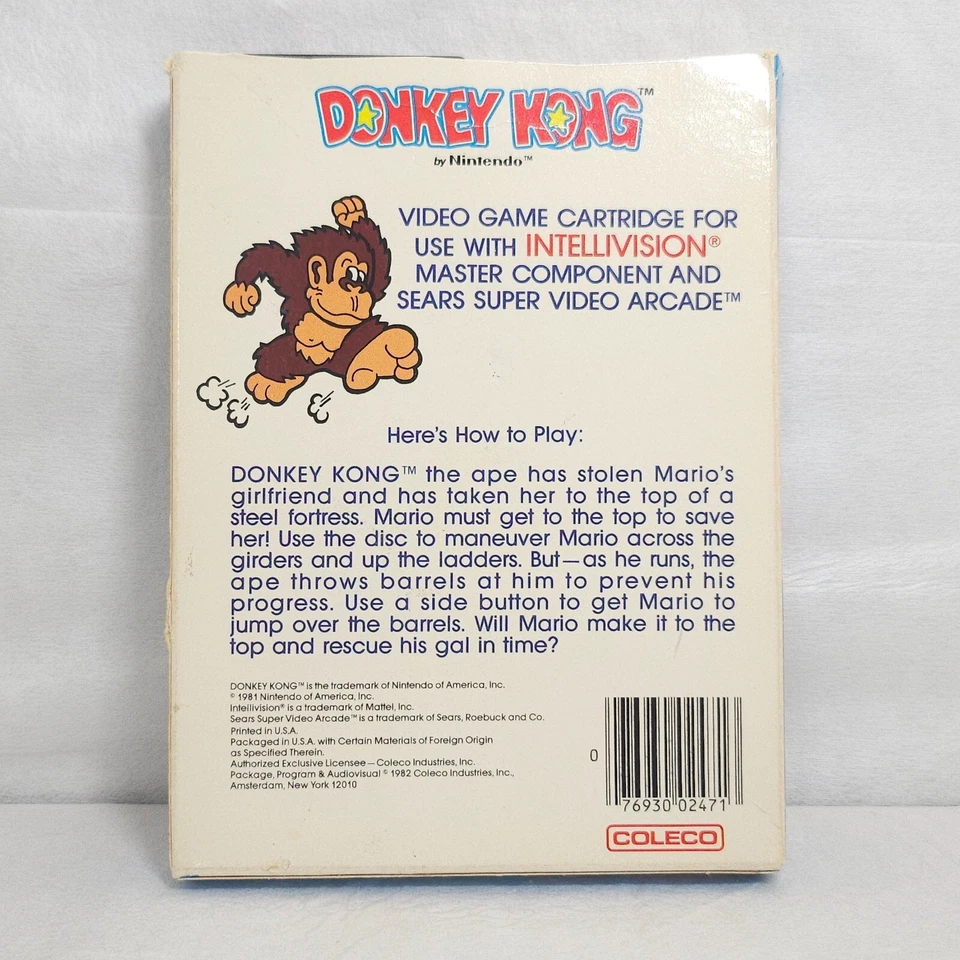 DONKEY KONG™
by Nintendo™
VIDEO GAME CARTRIDGE FOR
USE WITH INTELLIVISION®
MASTER COMPONENT AND
SEARS SUPER VIDEO ARCADE™
Here's How to Play:
DONKEY KONG™ the ape has stolen Mario's
girlfriend and has taken her to the top of a
steel fortress. Mario must get to the top to save
her! Use the disc to maneuver Mario across the
girders and up the ladders. But—as he runs, the
ape throws barrels at him to prevent his
progress. Use a side button to get Mario to
jump over the barrels. Will Mario make it to the
top and rescue his gal in time?
DONKEY KONG™ is the trademark of Nintendo of America, Inc.
© 1981 Nintendo of America, Inc.
Intellivision® is a trademark of Mattel, Inc.
Sears Super Video Arcade™ is a trademark of Sears, Roebuck and Co.
Printed in U.S.A.
Packaged in U.S.A. with Certain Materials of Foreign Origin
as Specified Therein.
Authorized Exclusive Licensee — Coleco Industries, Inc.
Package, Program & Audiovisual © 1982 Coleco Industries, Inc.,
Amsterdam, New York 12010
0 76930 02471
COLECO